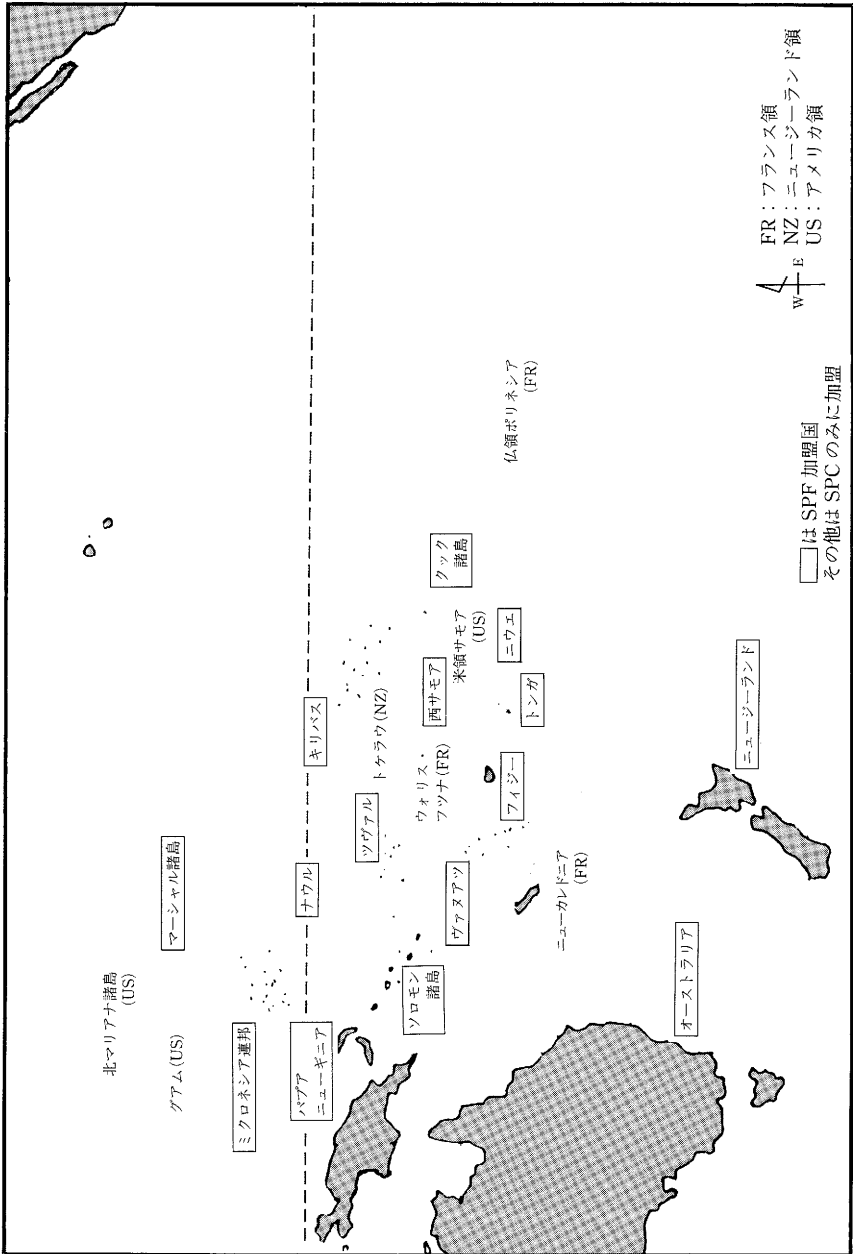 北マリアナ諸島
(US)
グアム(US)
マーシャル諸島
ミクロネシア連邦
パプア
ニューギニア
ナウル
キリバス
ツヴァル
トケラウ(NZ)
ソロモン
諸島
ウォリス・
フツナ(FR)
西サモア
クック
諸島
米領サモア
(US)
ヴァヌアツ
フィジー
ニウエ
トンガ
仏領ポリネシア
(FR)
ニューカレドニア
(FR)
オーストラリア
ニュージーランド
W E
FR:フランス領
NZ:ニュージーランド領
US:アメリカ領
□は SPF 加盟国
その他は SPC のみに加盟